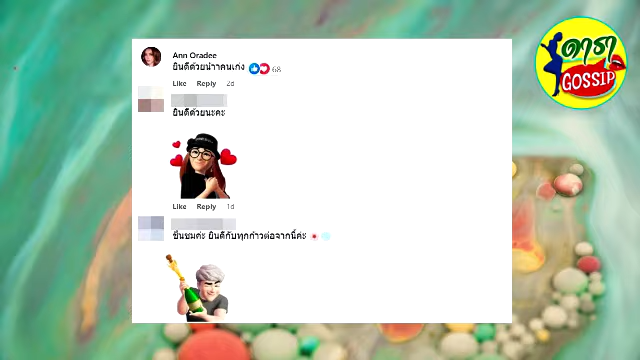 ดารา
GOSSIP
Ann Oradee
ยินดีด้วยน้าาคนเก่ง 68
Like Reply 2d
ยินดีด้วยนะคะ
Like Reply 1d
ชื่นชมค่ะ ยินดีกับทุกก้าวต่อจากนี้ค่ะ